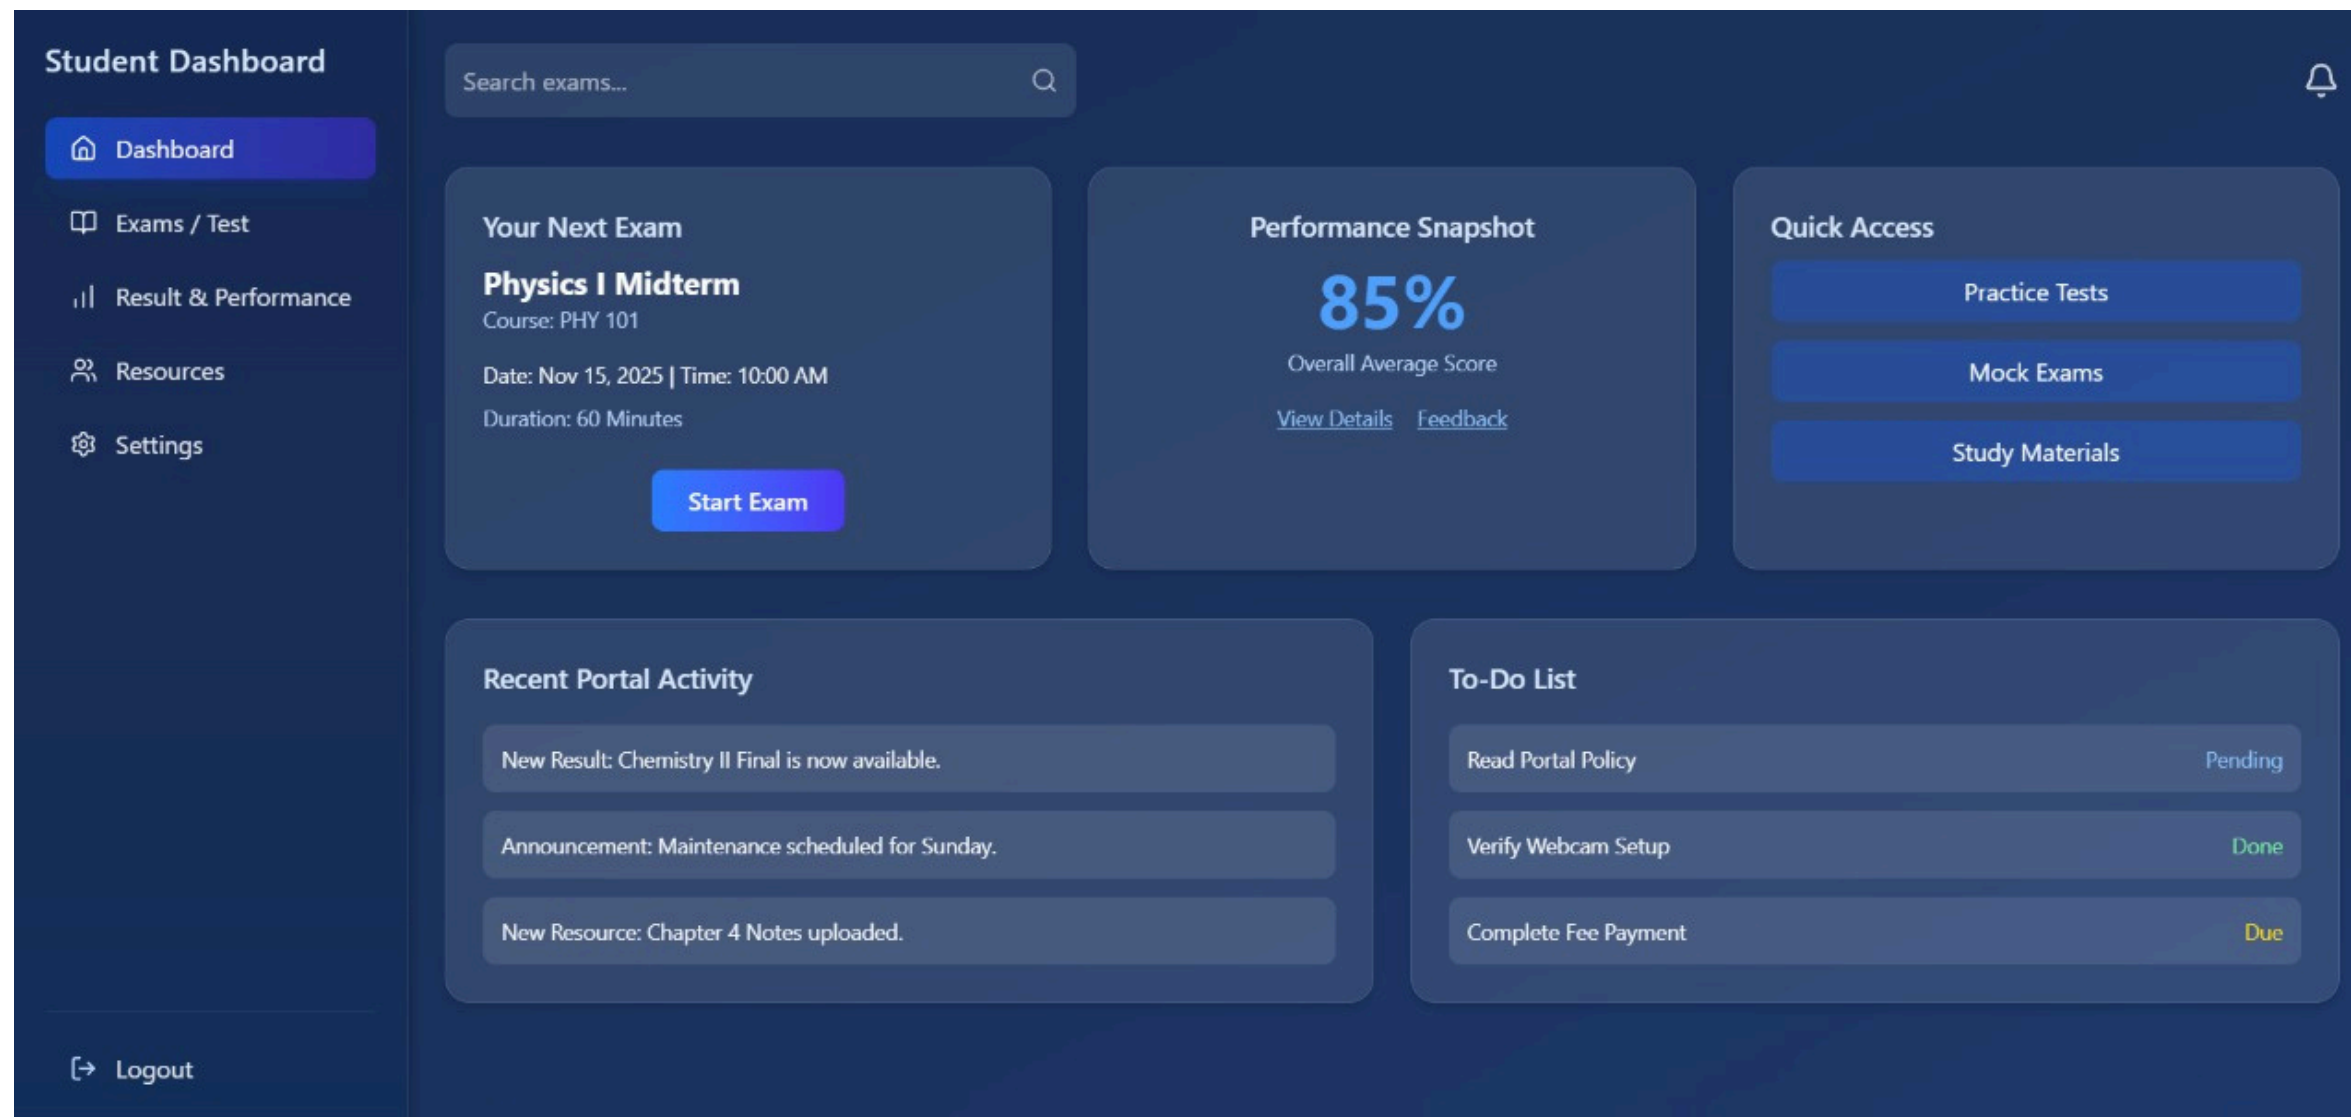 Student Dashboard
Dashboard
Exams / Test
Result & Performance
Resources
Settings
Logout
Search exams...
Your Next Exam
Physics I Midterm
Course: PHY 101
Date: Nov 15, 2025 | Time: 10:00 AM
Duration: 60 Minutes
Start Exam
Performance Snapshot
85%
Overall Average Score
View Details Feedback
Quick Access
Practice Tests
Mock Exams
Study Materials
Recent Portal Activity
New Result: Chemistry II Final is now available.
Announcement: Maintenance scheduled for Sunday.
New Resource: Chapter 4 Notes uploaded.
To-Do List
Read Portal Policy Pending
Verify Webcam Setup Done
Complete Fee Payment Due